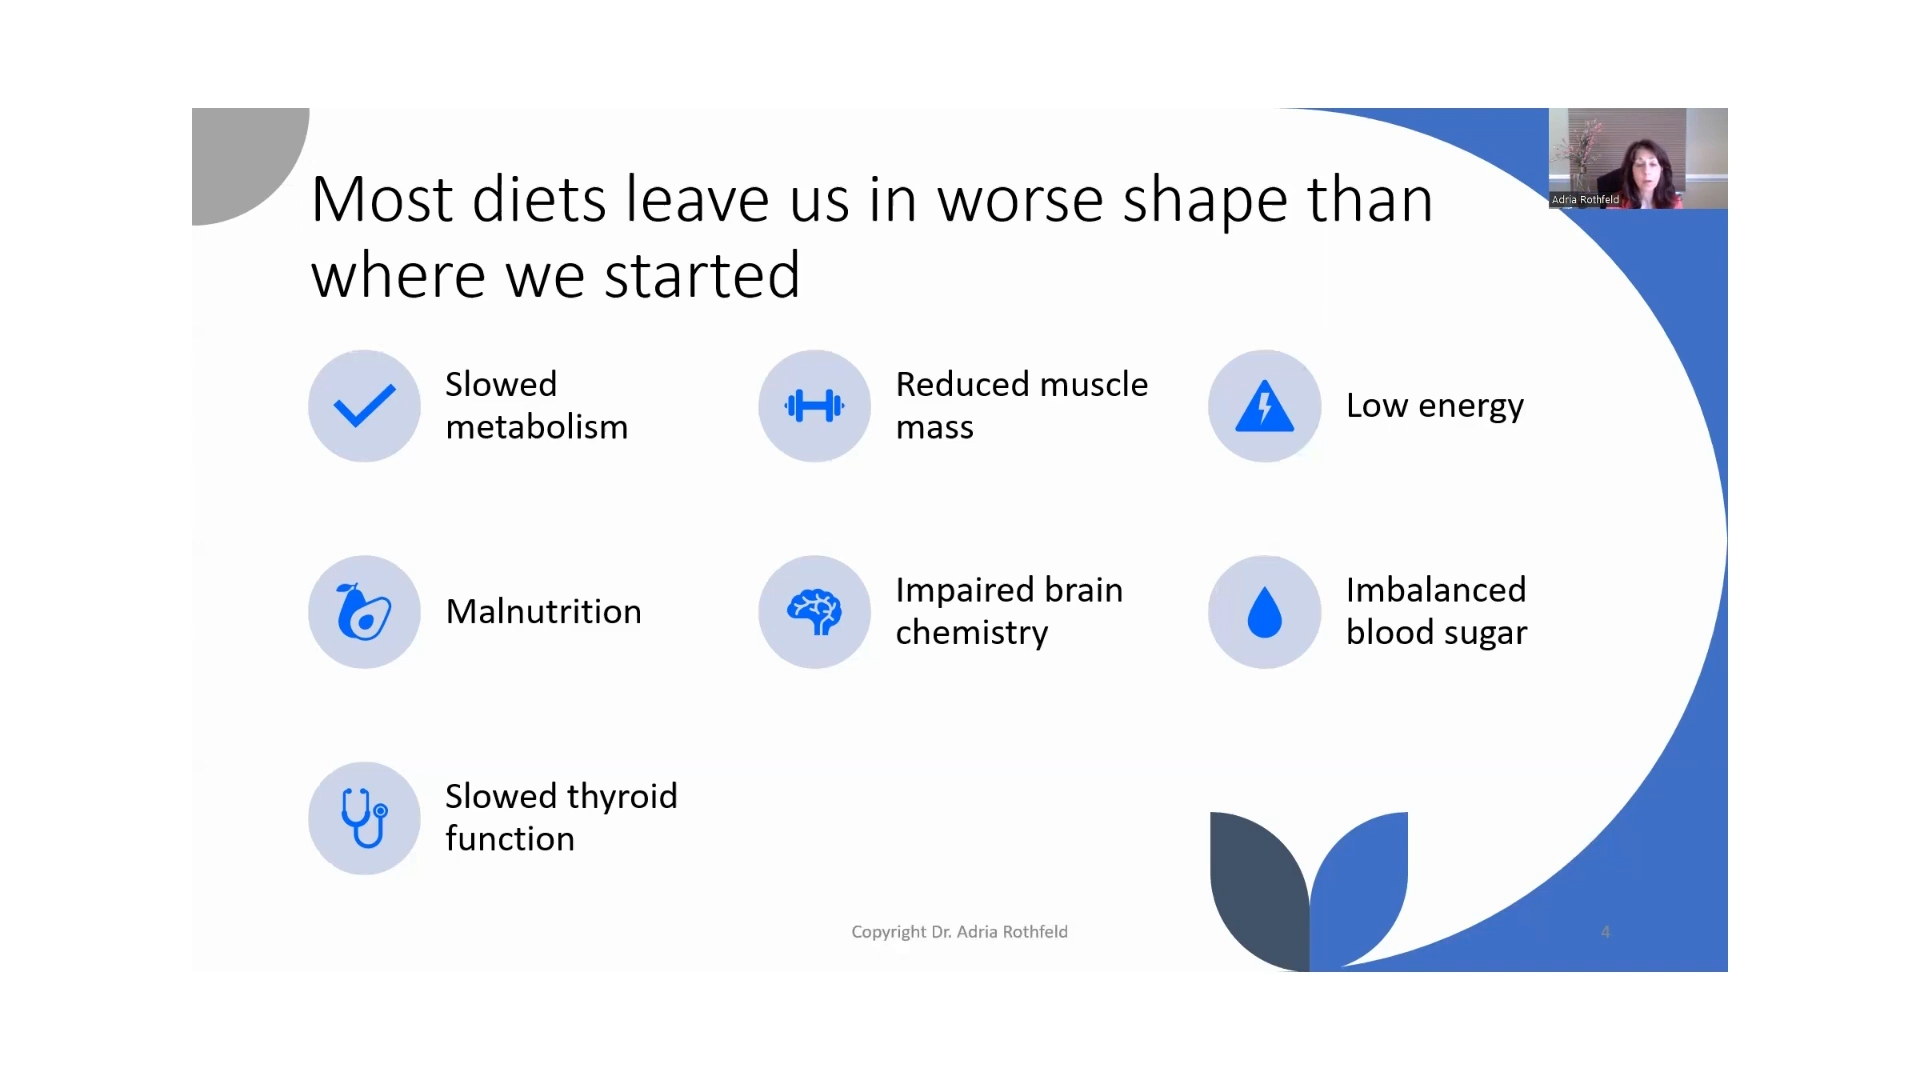 Most diets leave us in worse shape than
where we started
Adria Rothfeld
Slowed
metabolism
Reduced muscle
mass
Low energy
Malnutrition
Impaired brain
chemistry
Imbalanced
blood sugar
Slowed thyroid
function
Copyright Dr. Adria Rothfeld
4